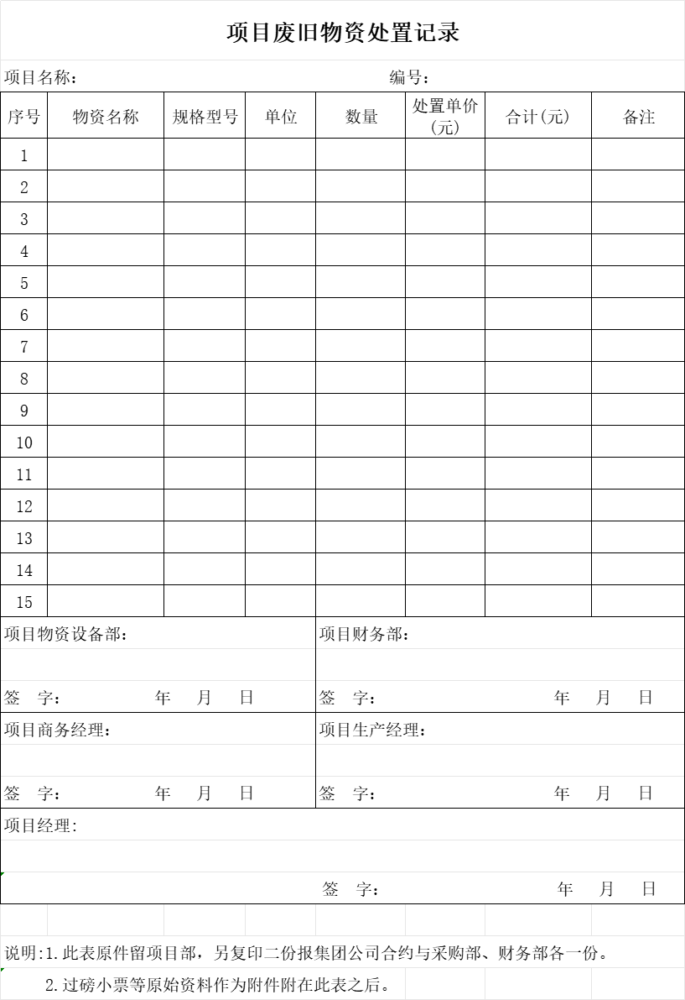 项目废旧物资处置记录
项目名称: 编号:
序号 物资名称 规格型号 单位 数量 处置单价(元) 合计(元) 备注
1
2
3
4
5
6
7
8
9
10
11
12
13
14
15
项目物资设备部: 项目财务部:
签 字: 年 月 日 签 字: 年 月 日
项目商务经理: 项目生产经理:
签 字: 年 月 日 签 字: 年 月 日
项目经理:
签 字: 年 月 日
说明:1.此表原件留项目部，另复印二份报集团公司合约与采购部、财务部各一份。
2.过磅小票等原始资料作为附件附在此表之后。